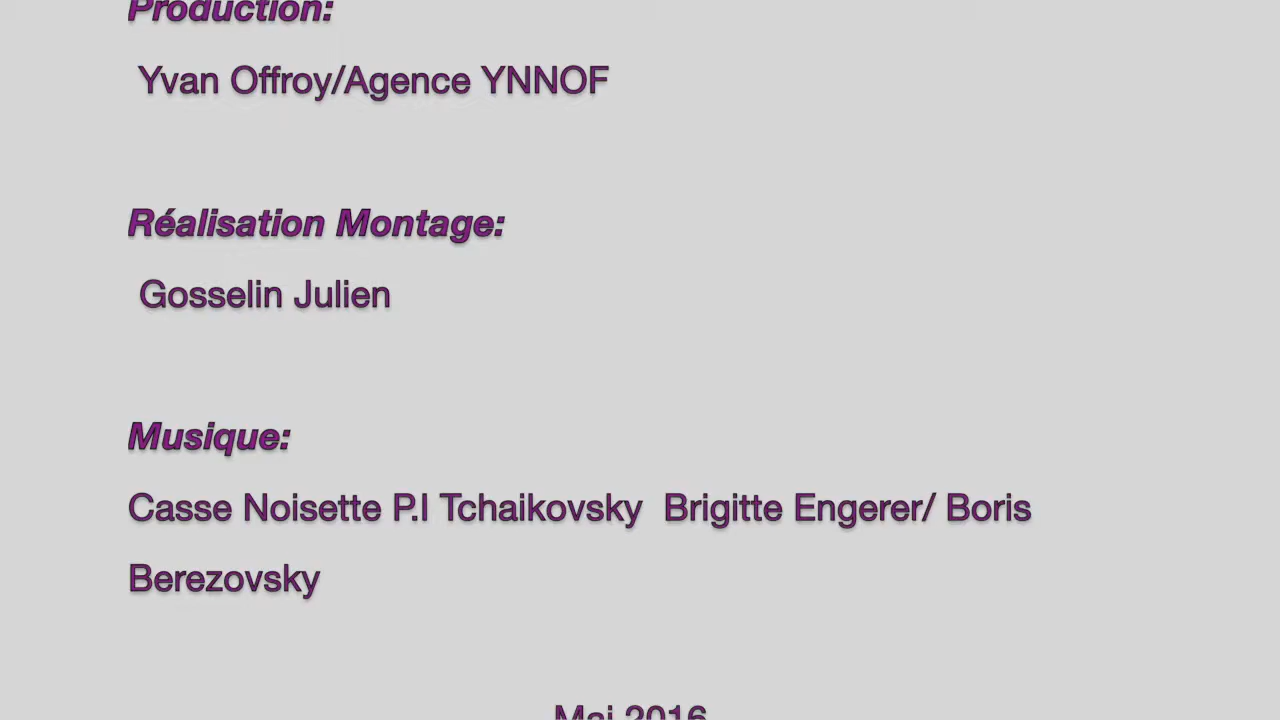 Production:
Yvan Offroy/Agence YNNOF
Réalisation Montage:
Gosselin Julien
Musique:
Casse Noisette P.I Tchaikovsky Brigitte Engerer/ Boris
Berezovsky
Mai 2016